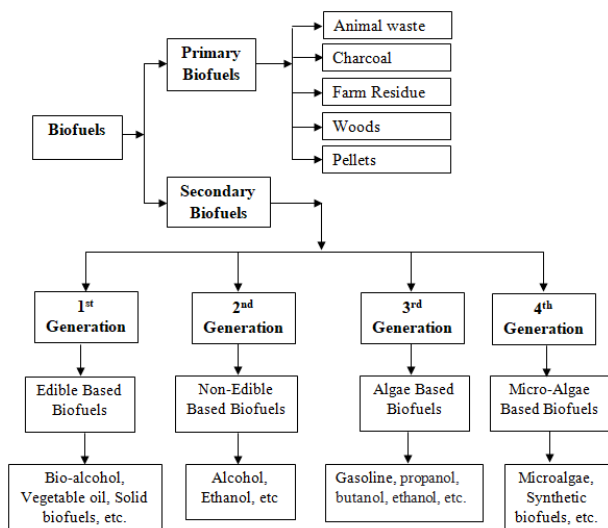 Biofuels
Primary
Biofuels
Animal waste
Charcoal
Farm Residue
Woods
Pellets
Secondary
Biofuels
1st
Generation
2nd
Generation
3rd
Generation
4th
Generation
Edible Based
Biofuels
Non-Edible
Based Biofuels
Algae Based
Biofuels
Micro-Algae
Based Biofuels
Bio-alcohol,
Vegetable oil, Solid
biofuels, etc.
Alcohol,
Ethanol, etc
Gasoline, propanol,
butanol, ethanol, etc.
Microalgae,
Synthetic
biofuels, etc.